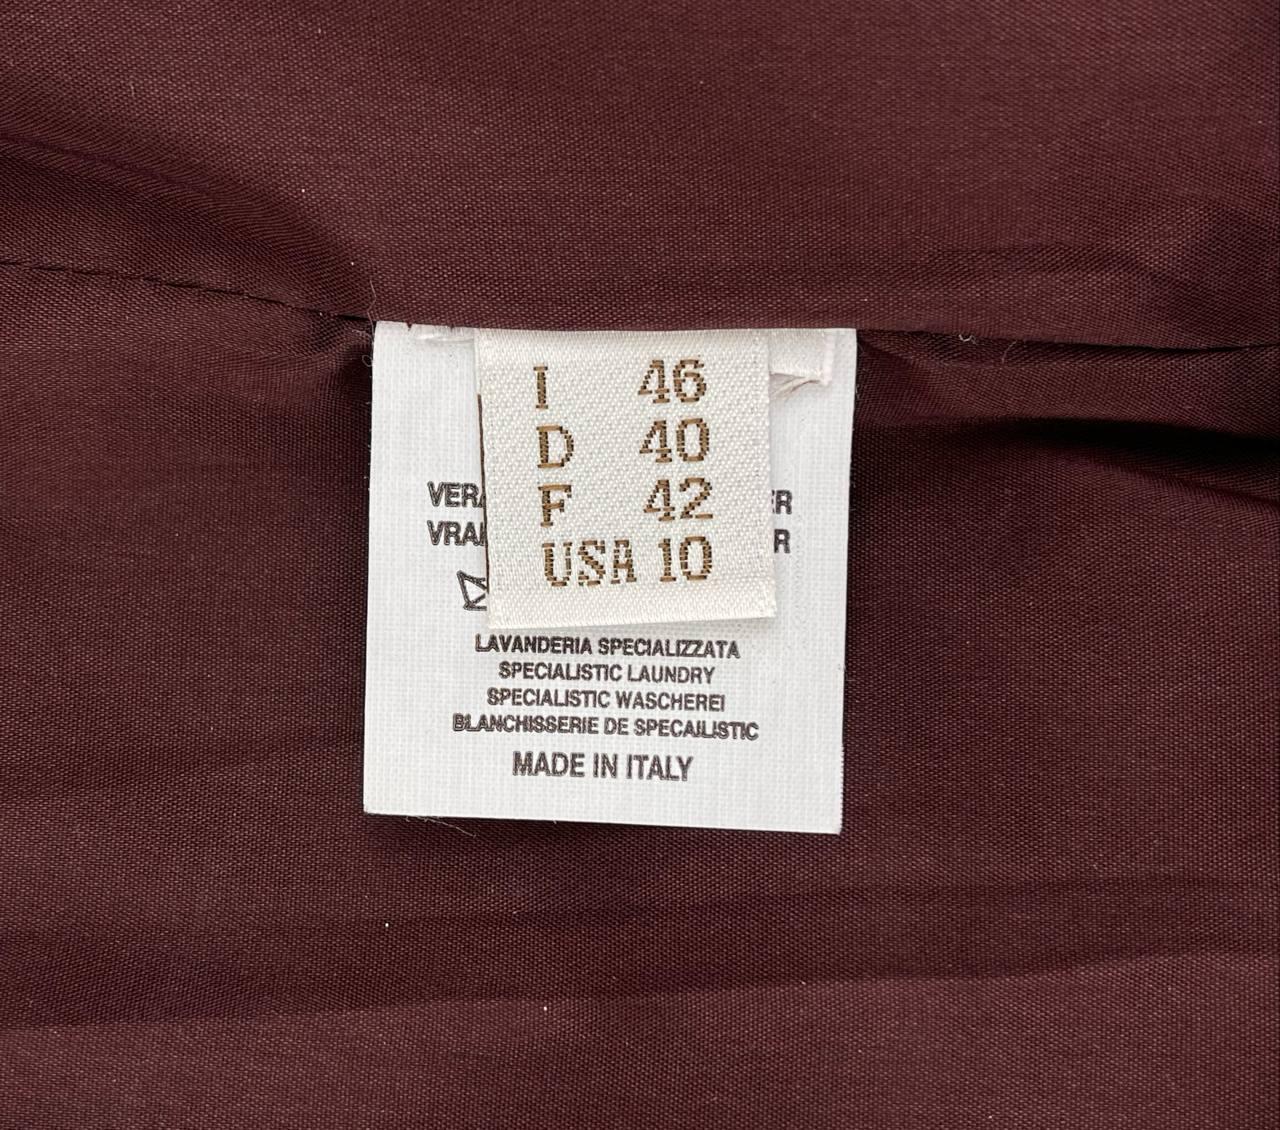 I 46
D 40
F 42
USA 10
LAVANDERIA SPECIALIZZATA
SPECIALISTIC LAUNDRY
SPECIALISTIC WASCHEREI
BLANCHISSERIE DE SPECAILISTIC
MADE IN ITALY